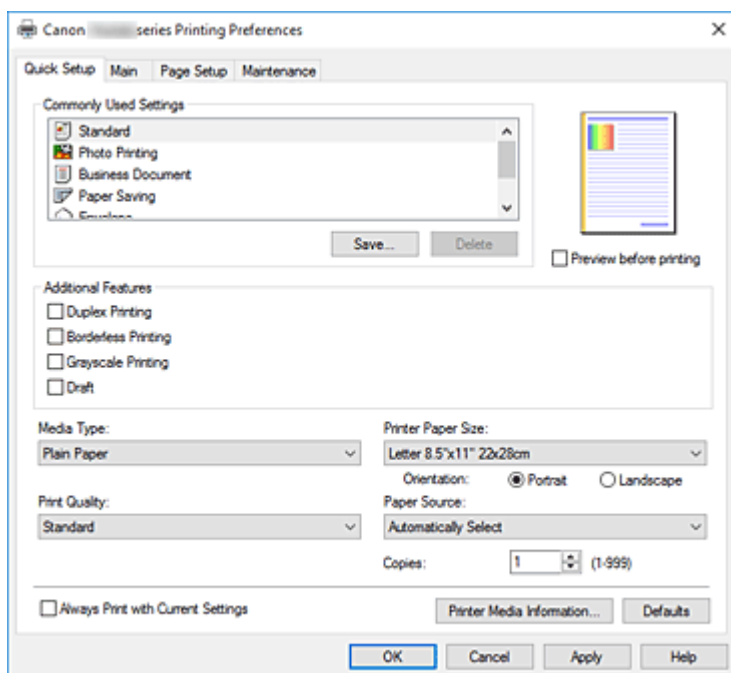 Canon series Printing Preferences
Quick Setup Main Page Setup Maintenance
Commonly Used Settings
Standard
Photo Printing
Business Document
Paper Saving
Envelope
Save... Delete
Preview before printing
Additional Features
Duplex Printing
Borderless Printing
Grayscale Printing
Draft
Media Type: Printer Paper Size:
Plain Paper Letter 8.5"x11" 22x28cm
Orientation: Portrait Landscape
Print Quality: Paper Source:
Standard Automatically Select
Copies: 1 (1-999)
Always Print with Current Settings Printer Media Information... Defaults
OK Cancel Apply Help